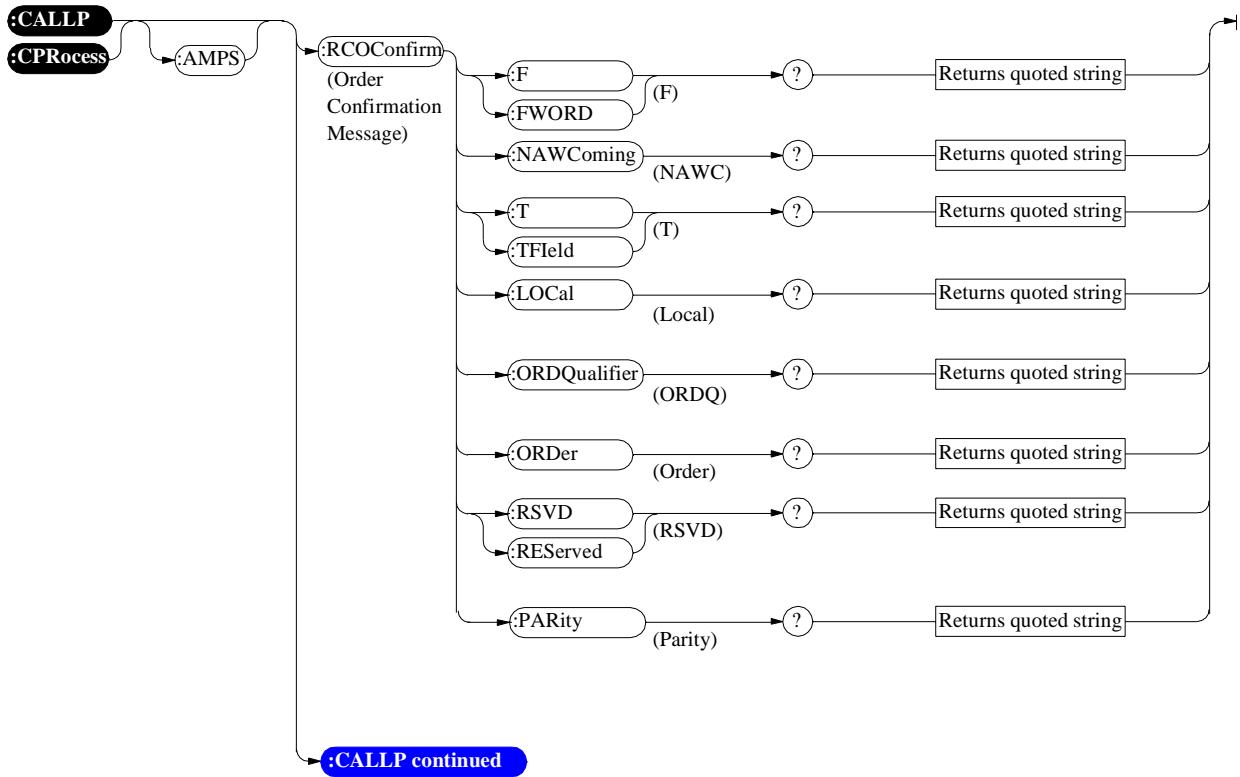 :CALLP
:CPRocess
:AMPS
:RCOConfirm
(Order
Confirmation
Message)
:F
:FWORD
(F)
?
Returns quoted string
:NAWComing
(NAWC)
?
Returns quoted string
:T
:TFIeld
(T)
?
Returns quoted string
:LOCal
(Local)
?
Returns quoted string
:ORDQualifier
(ORDQ)
?
Returns quoted string
:ORDer
(Order)
?
Returns quoted string
:RSVD
:REServed
(RSVD)
?
Returns quoted string
:PARity
(Parity)
?
Returns quoted string
:CALLP continued